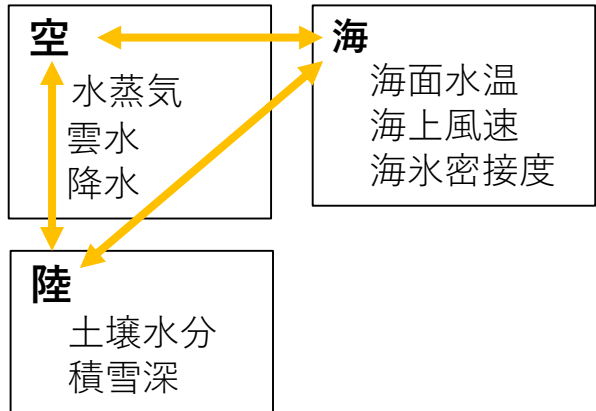 空
水蒸気
雲水
降水
海
海面水温
海上風速
海氷密接度
陸
土壌水分
積雪深